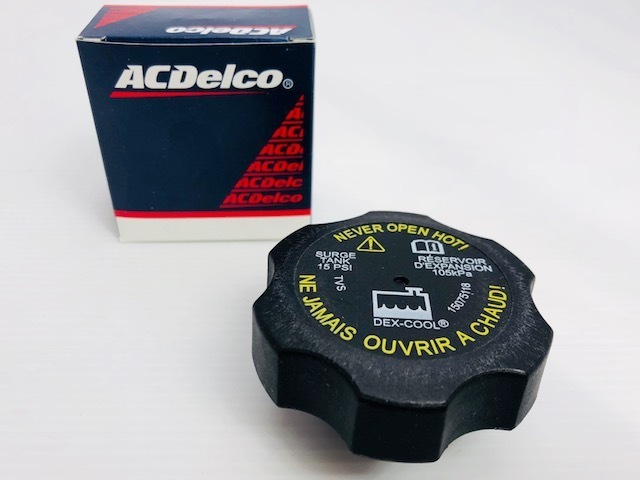 ACDelco®
ACDelco
ACDelco
ACDelco
ACDelco
ACDelco
ACDelco
NEVER OPEN HOT!
SURGE
TANK
15 PSI
TVS
RÉSERVOIR
D'EXPANSION
105kPa
15075118
DEX-COOL®
NE JAMAIS OUVRIR A CHAUD!